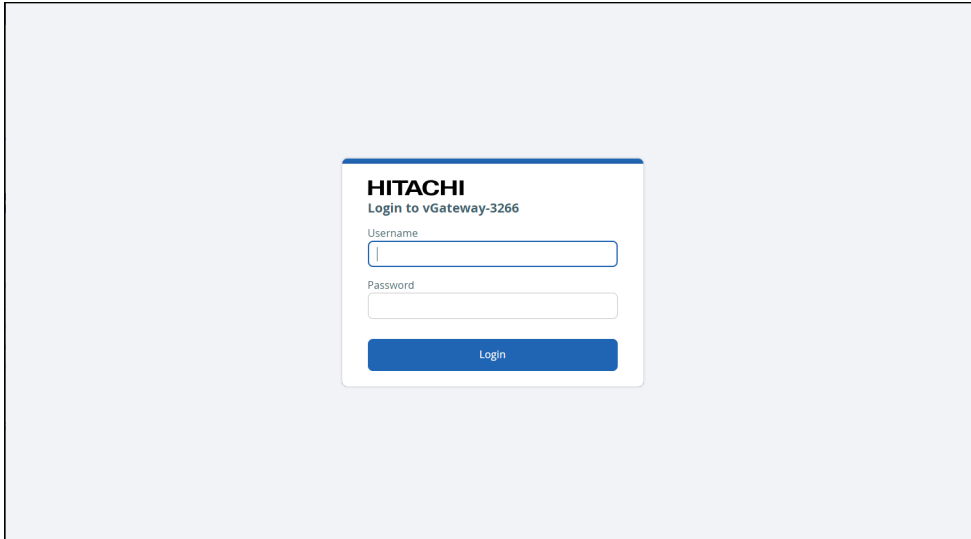 HITACHI
Login to vGateway-3266
Username
Password
Login